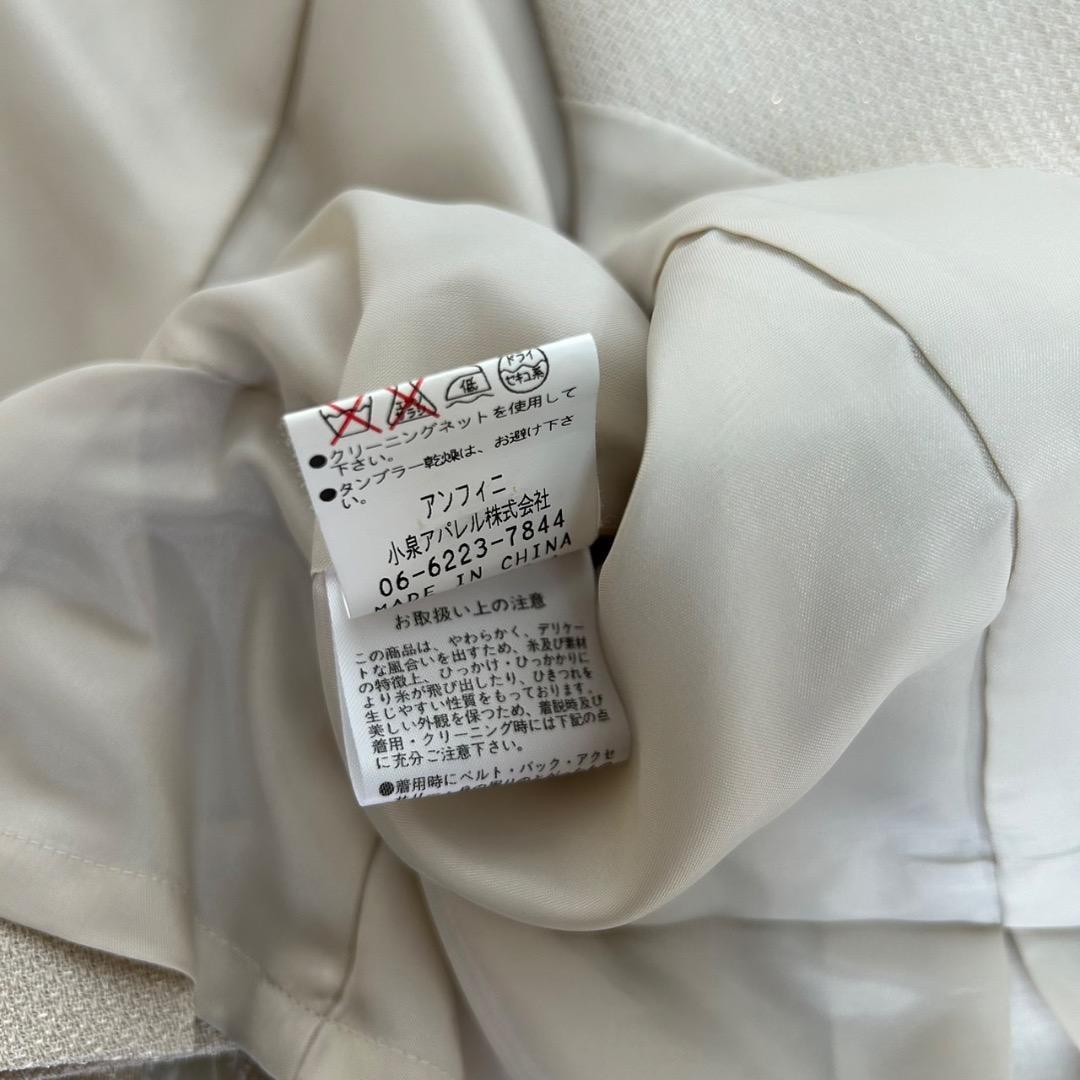 ドライ
セキユ系
低
●クリーニングネットを使用して
下さい。
●タンブラー乾燥は、お避け下さ
い。
アンフィニ
小泉アパレル株式会社
06-6223-7844
MADE IN CHINA
お取扱い上の注意
この商品は、やわらかく、デリケー
トな風合いを出すため、糸及び素材
の特徴上、ひっかけ・ひっかかりに
より糸が飛び出したり、ひきつれを
生じやすい性質をもっております。
美しい外観を保つため、着脱時及び
着用・クリーニング時には下記の点
に充分ご注意下さい。
●着用時にベルト・バック・アクセ